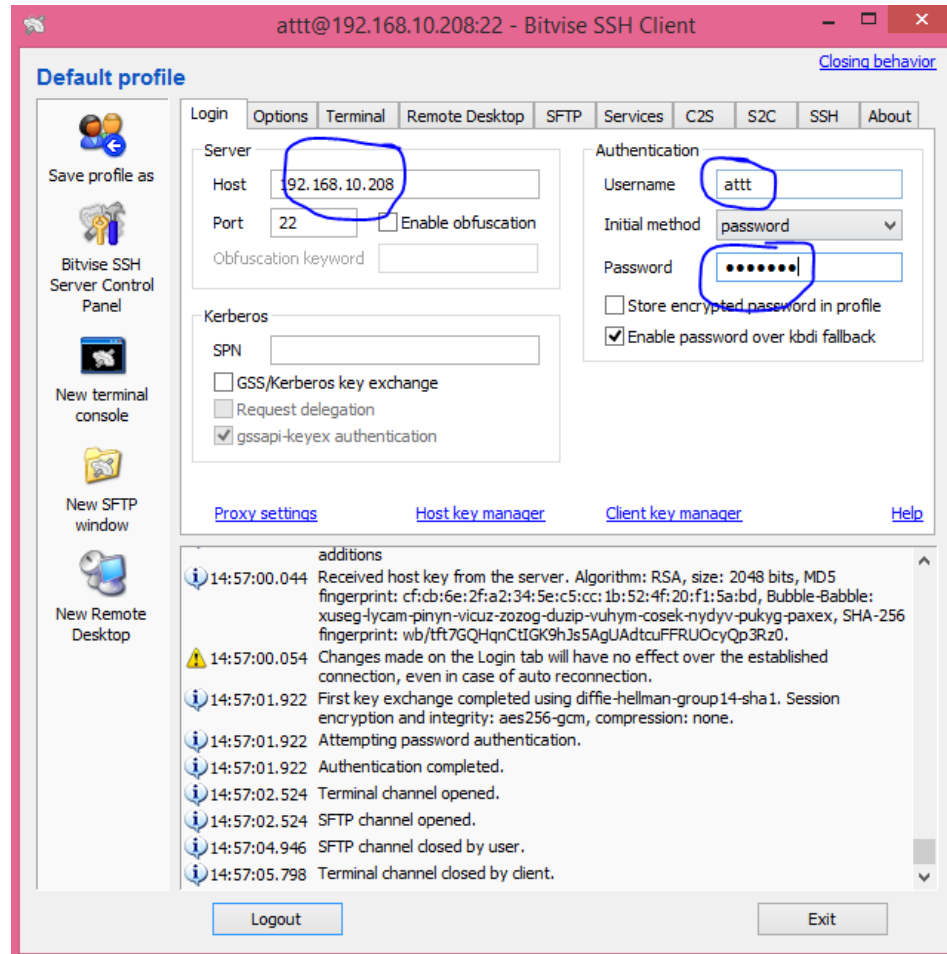 attt@192.168.10.208:22 - Bitvise SSH Client
Closing behavior
Default profile
Save profile as
Bitvise SSH
Server Control
Panel
New terminal
console
New SFTP
window
New Remote
Desktop
Login Options Terminal Remote Desktop SFTP Services C2S S2C SSH About
Server
Host 192.168.10.208
Port 22 Enable obfuscation
Obfuscation keyword
Kerberos
SPN
GSS/Kerberos key exchange
Request delegation
gssapi-keyex authentication
Authentication
Username attt
Initial method password
Password •••••••
Store encrypted password in profile
Enable password over kbdi fallback
Proxy settings Host key manager Client key manager Help
additions
14:57:00.044 Received host key from the server. Algorithm: RSA, size: 2048 bits, MD5
fingerprint: cf:cb:6e:2f:a2:34:5e:c5:cc:1b:52:4f:20:f1:5a:bd, Bubble-Babble:
xuseg-lycam-pinyn-vicuz-zozog-duzip-vuhym-cosek-nydyv-pukyg-paxex, SHA-256
fingerprint: wb/tft7GQHqnCtIGK9hJs5AgUAdtcuFFRUOcyQp3Rz0.
14:57:00.054 Changes made on the Login tab will have no effect over the established
connection, even in case of auto reconnection.
14:57:01.922 First key exchange completed using diffie-hellman-group14-sha1. Session
encryption and integrity: aes256-gcm, compression: none.
14:57:01.922 Attempting password authentication.
14:57:01.922 Authentication completed.
14:57:02.524 Terminal channel opened.
14:57:02.524 SFTP channel opened.
14:57:04.946 SFTP channel closed by user.
14:57:05.798 Terminal channel closed by client.
Logout Exit